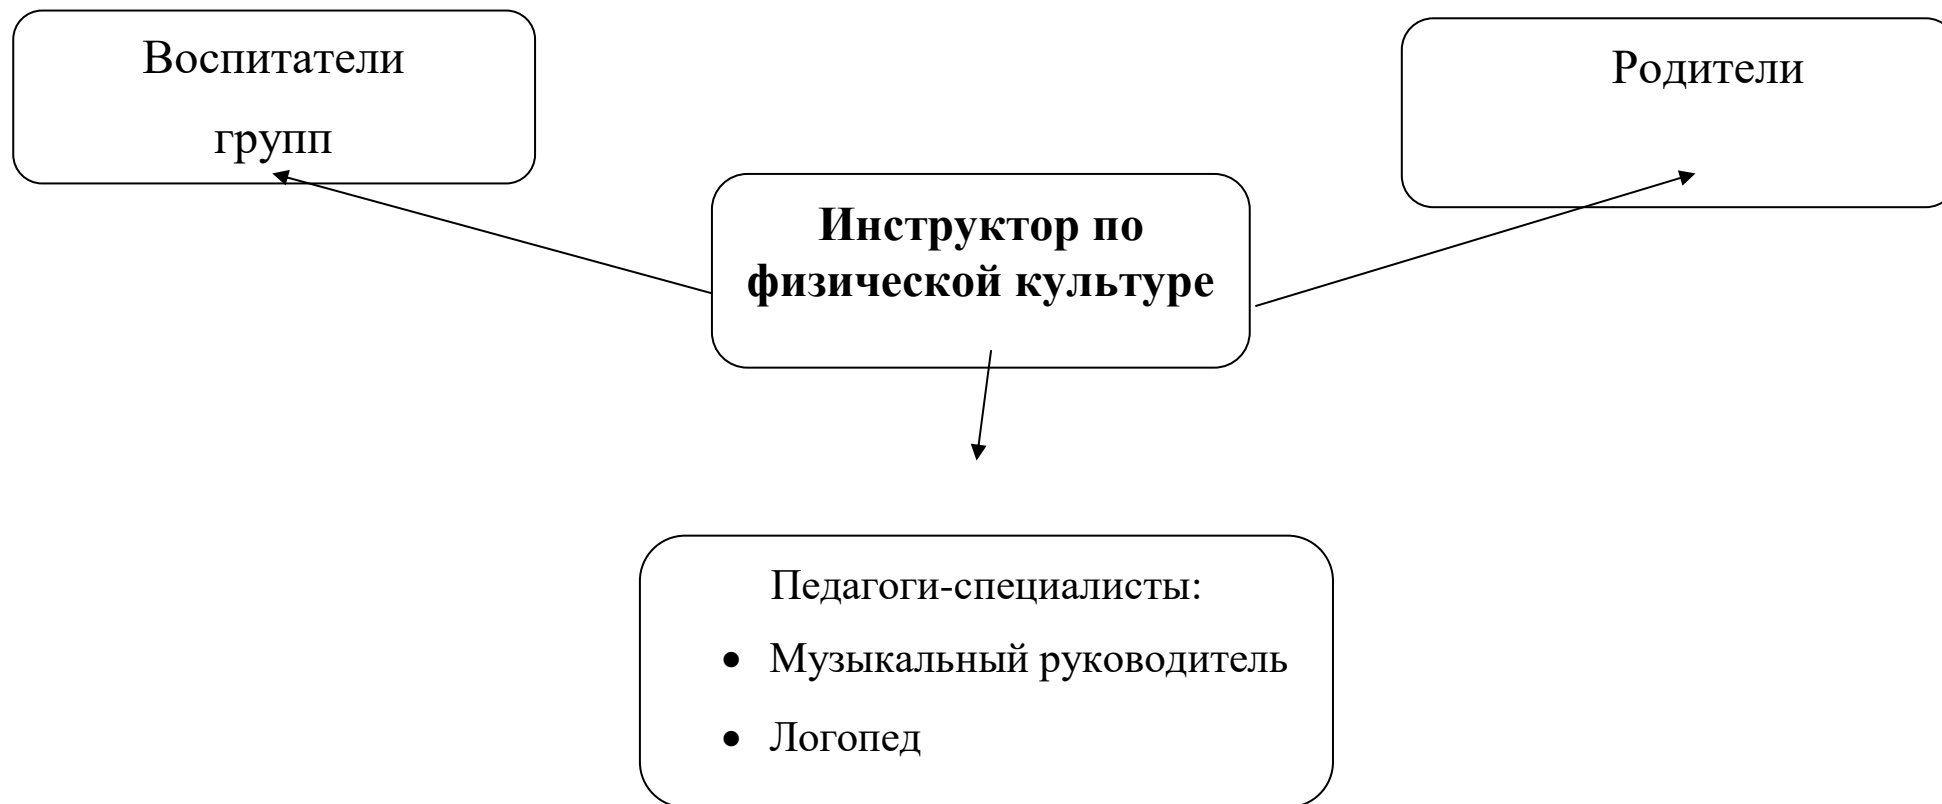 Воспитатели
групп
Родители
Инструктор по
физической культуре
Педагоги-специалисты:
• Музыкальный руководитель
• Логопед